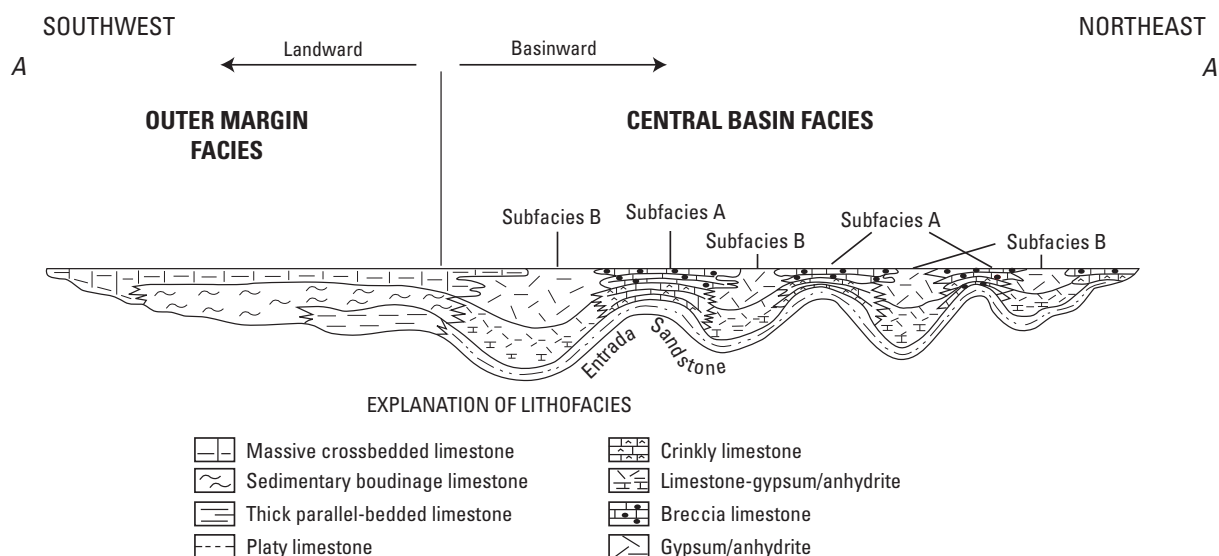 SOUTHWEST
NORTHEAST
Landward
Basinward
A
A
OUTER MARGIN
FACIES
CENTRAL BASIN FACIES
Subfacies B
Subfacies A
Subfacies B
Subfacies A
Subfacies B
Entrada Sandstone
EXPLANATION OF LITHOFACIES
Massive crossbedded limestone
Sedimentary boudinage limestone
Thick parallel-bedded limestone
Platy limestone
Crinkly limestone
Limestone-gypsum/anhydrite
Breccia limestone
Gypsum/anhydrite